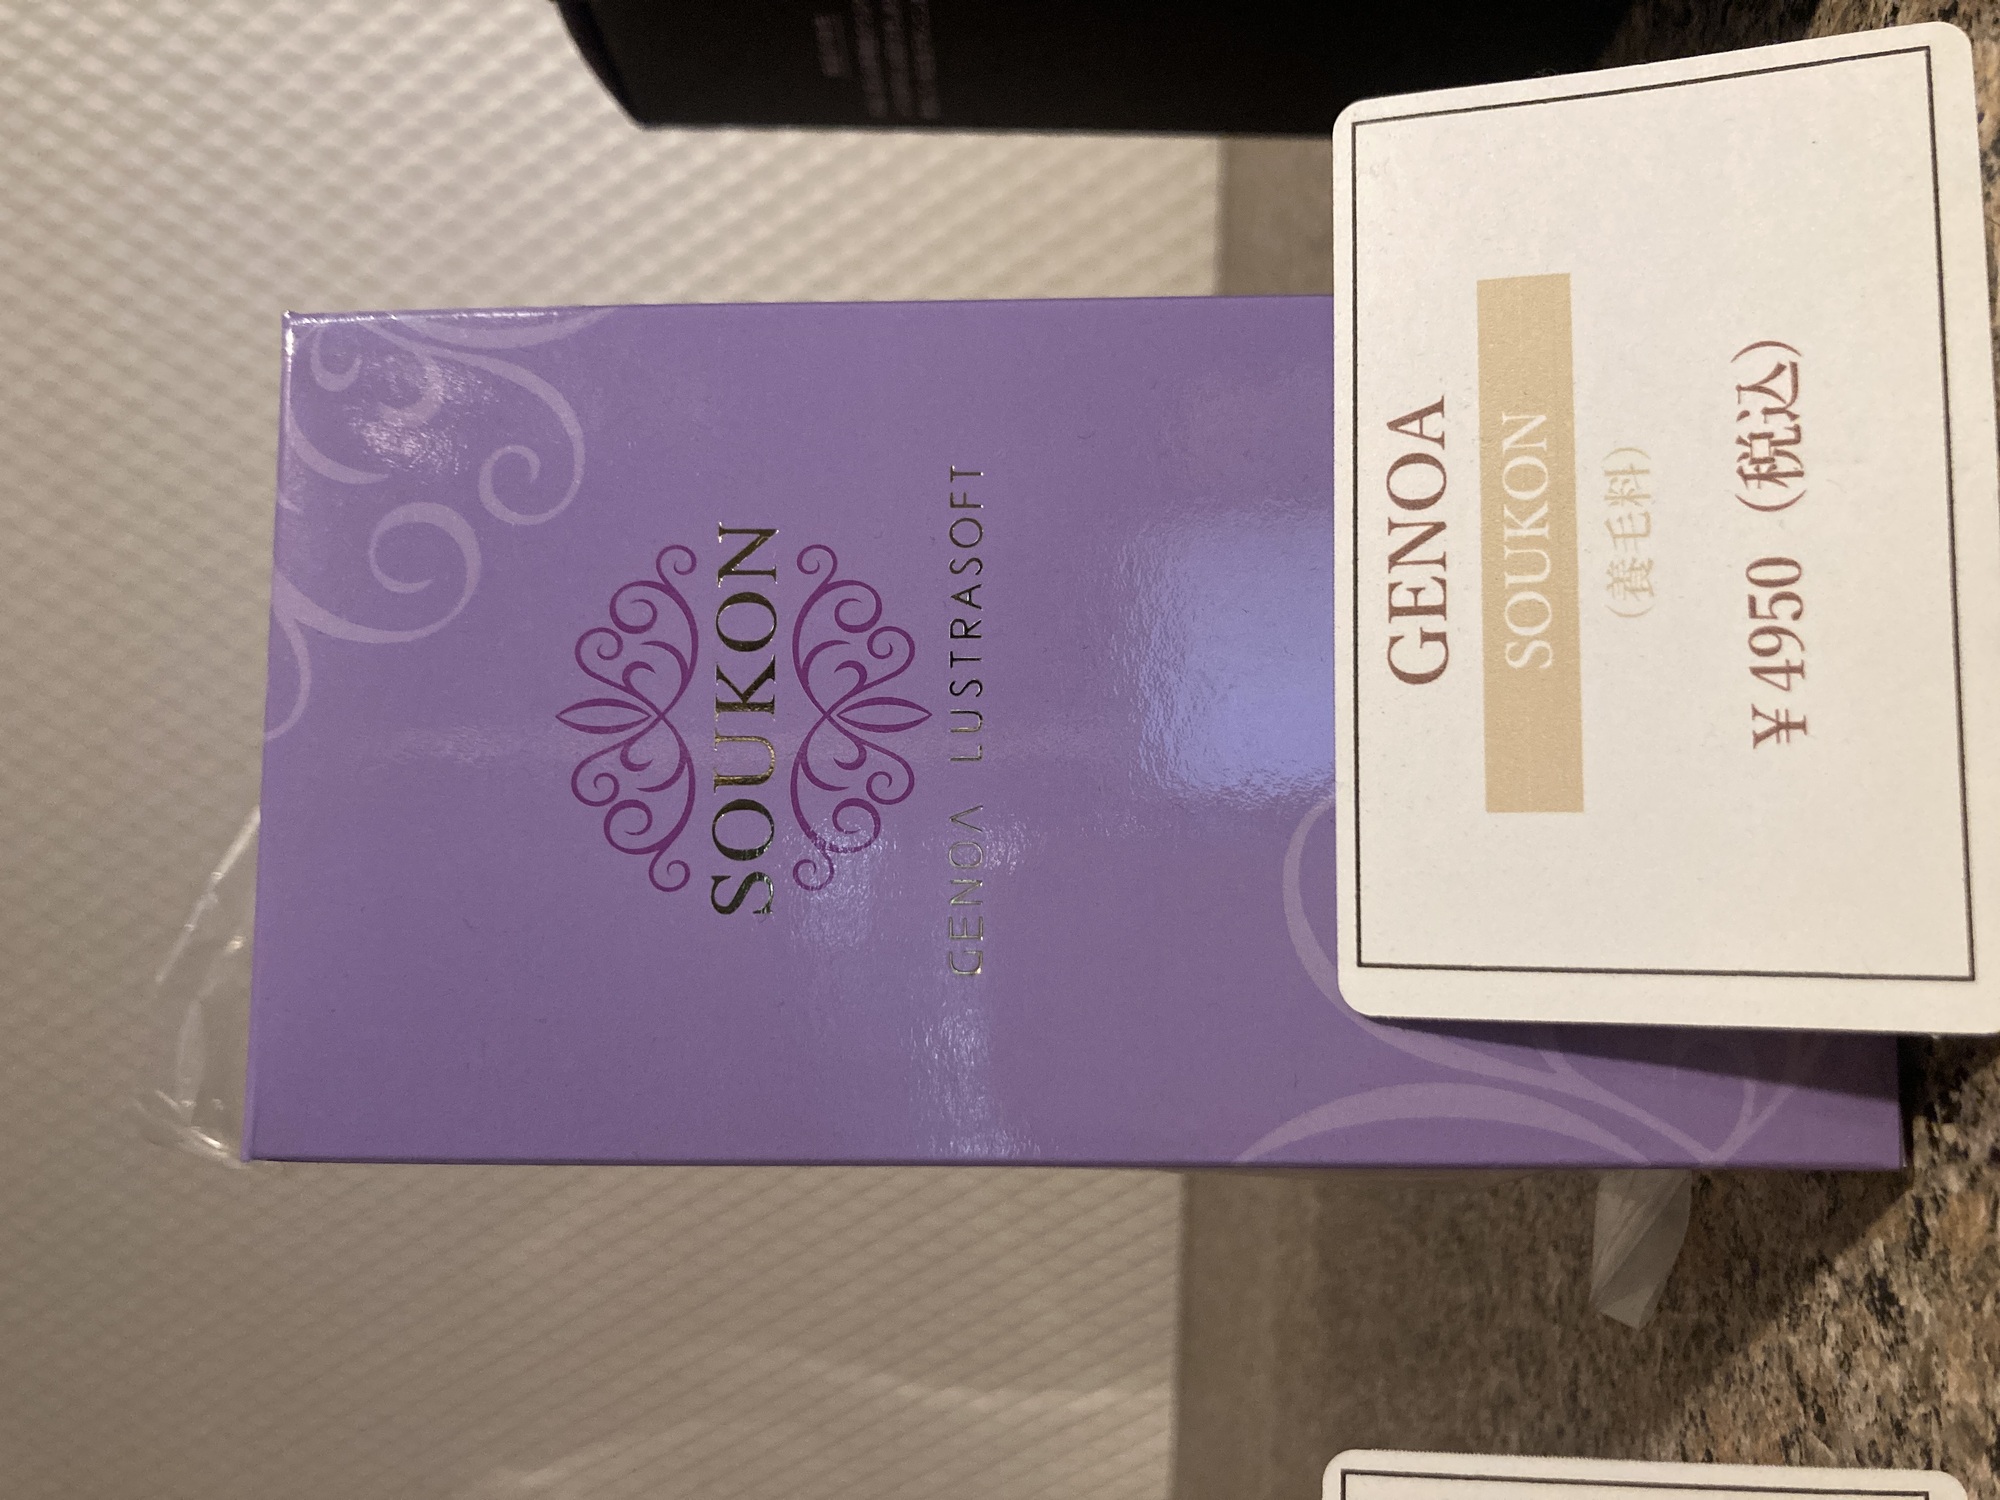 SOUKON
GENOA LUSTRASOFT
GENOA
SOUKON
(養毛料)
¥4950 (税込)